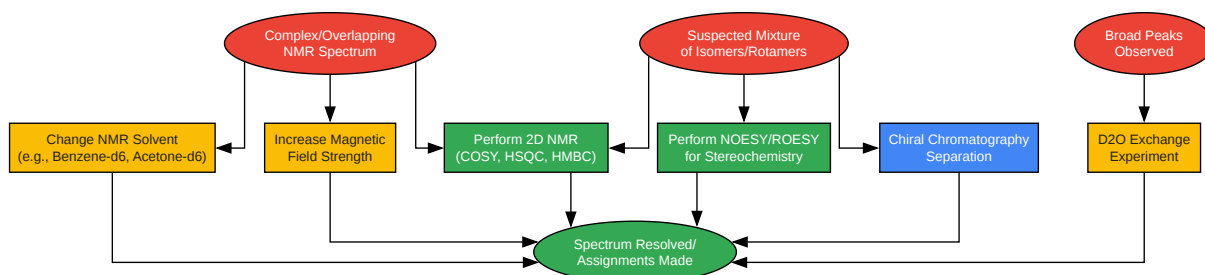 Complex/Overlapping
NMR Spectrum
Suspected Mixture
of Isomers/Rotamers
Broad Peaks
Observed
Change NMR Solvent
(e.g., Benzene-d6, Acetone-d6)
Increase Magnetic
Field Strength
Perform 2D NMR
(COSY, HSQC, HMBC)
Perform NOESY/ROESY
for Stereochemistry
Chiral Chromatography
Separation
D2O Exchange
Experiment
Spectrum Resolved/
Assignments Made